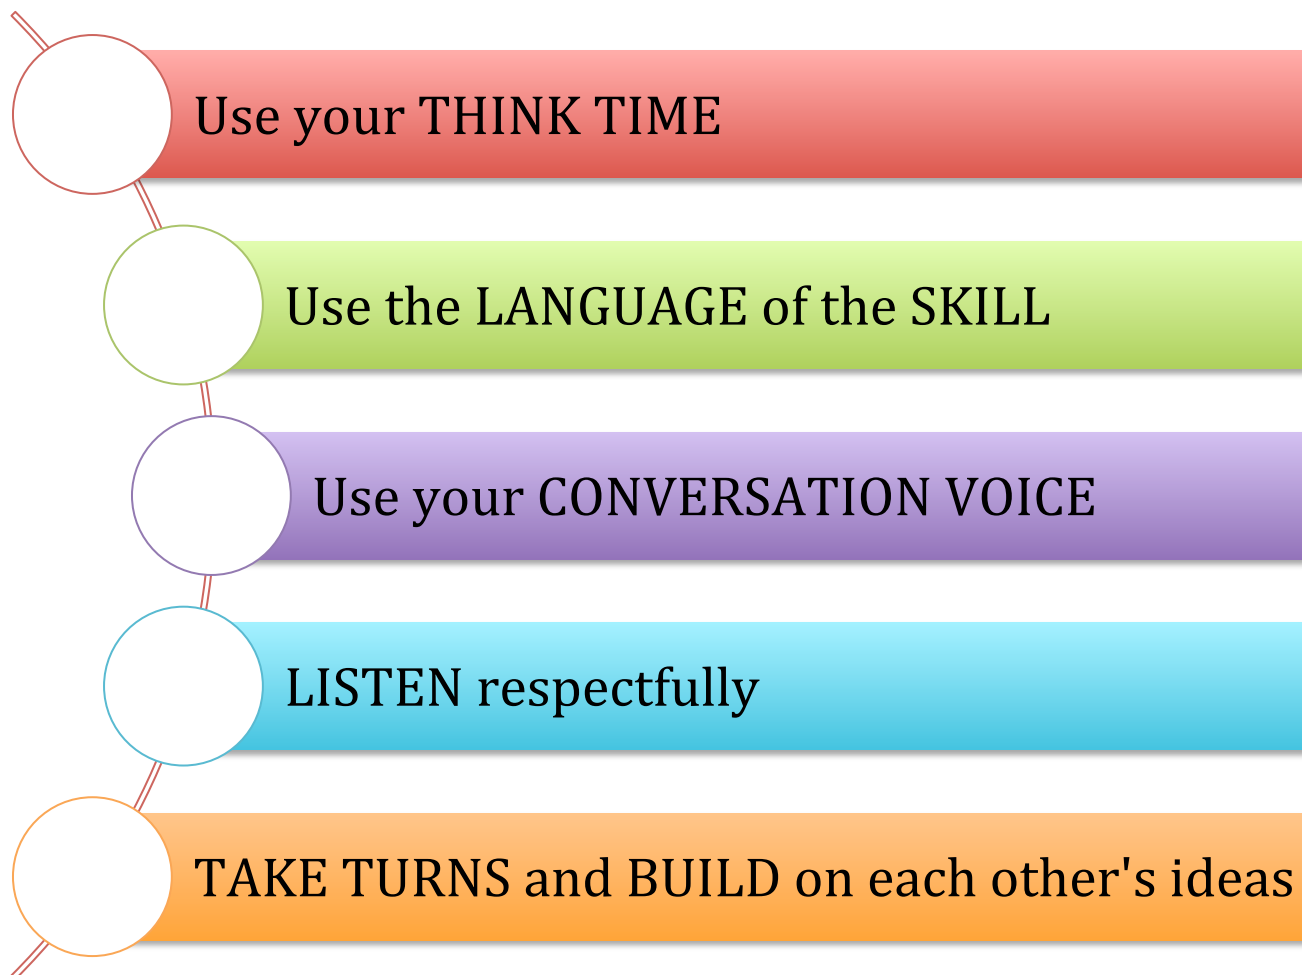 Use your THINK TIME
Use the LANGUAGE of the SKILL
Use your CONVERSATION VOICE
LISTEN respectfully
TAKE TURNS and BUILD on each other's ideas